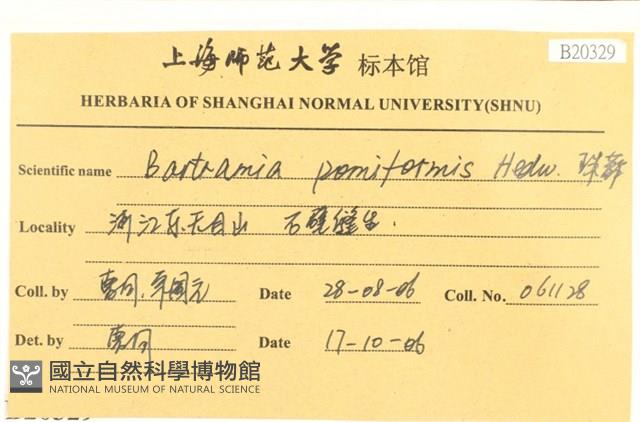 上海师范大学 标本馆
B20329
HERBARIA OF SHANGHAI NORMAL UNIVERSITY(SHNU)
Scientific name Bartramia pomiformis Hedw. 珠藓
Locality 浙江东天目山 石壁缝生.
Coll. by 曹同, 国元 Date 28-08-06 Coll. No. 061128
Det. by 曹同 Date 17-10-06
國立自然科學博物館
NATIONAL MUSEUM OF NATURAL SCIENCE
B20329